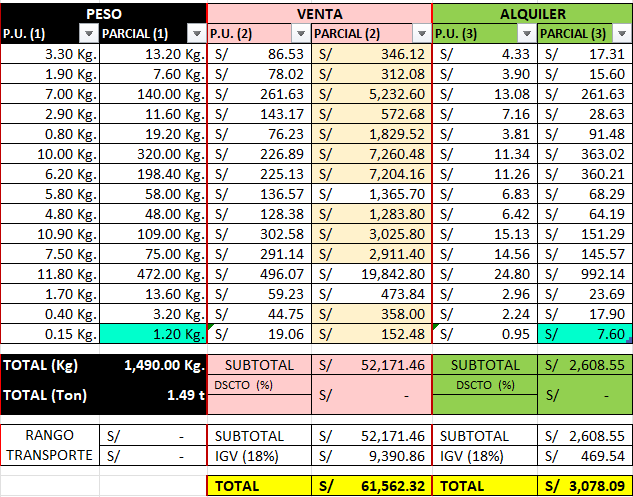 PESO VENTA ALQUILER
P.U. (1) PARCIAL (1) P.U. (2) PARCIAL (2) P.U. (3) PARCIAL (3)
3.30 Kg. 13.20 Kg. S/ 86.53 S/ 346.12 S/ 4.33 S/ 17.31
1.90 Kg. 7.60 Kg. S/ 78.02 S/ 312.08 S/ 3.90 S/ 15.60
7.00 Kg. 140.00 Kg. S/ 261.63 S/ 5,232.60 S/ 13.08 S/ 261.63
2.90 Kg. 11.60 Kg. S/ 143.17 S/ 572.68 S/ 7.16 S/ 28.63
0.80 Kg. 19.20 Kg. S/ 76.23 S/ 1,829.52 S/ 3.81 S/ 91.48
10.00 Kg. 320.00 Kg. S/ 226.89 S/ 7,260.48 S/ 11.34 S/ 363.02
6.20 Kg. 198.40 Kg. S/ 225.13 S/ 7,204.16 S/ 11.26 S/ 360.21
5.80 Kg. 58.00 Kg. S/ 136.57 S/ 1,365.70 S/ 6.83 S/ 68.29
4.80 Kg. 48.00 Kg. S/ 128.38 S/ 1,283.80 S/ 6.42 S/ 64.19
10.90 Kg. 109.00 Kg. S/ 302.58 S/ 3,025.80 S/ 15.13 S/ 151.29
7.50 Kg. 75.00 Kg. S/ 291.14 S/ 2,911.40 S/ 14.56 S/ 145.57
11.80 Kg. 472.00 Kg. S/ 496.07 S/ 19,842.80 S/ 24.80 S/ 992.14
1.70 Kg. 13.60 Kg. S/ 59.23 S/ 473.84 S/ 2.96 S/ 23.69
0.40 Kg. 3.20 Kg. S/ 44.75 S/ 358.00 S/ 2.24 S/ 17.90
0.15 Kg. 1.20 Kg. S/ 19.06 S/ 152.48 S/ 0.95 S/ 7.60
TOTAL (Kg) 1,490.00 Kg. SUBTOTAL S/ 52,171.46 SUBTOTAL S/ 2,608.55
DSCTO (%) DSCTO (%)
TOTAL (Ton) 1.49 t S/ - S/ -
RANGO S/ - SUBTOTAL S/ 52,171.46 SUBTOTAL S/ 2,608.55
TRANSPORTE S/ - IGV (18%) S/ 9,390.86 IGV (18%) S/ 469.54
TOTAL S/ 61,562.32 TOTAL S/ 3,078.09